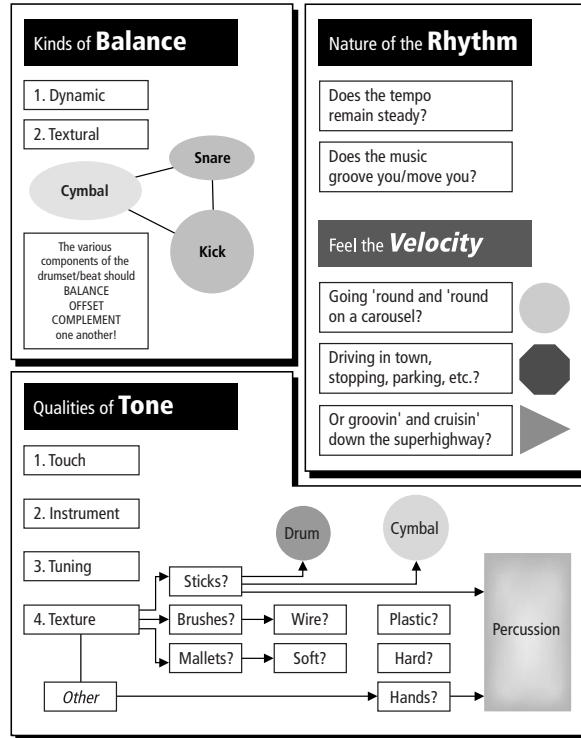 Kinds of Balance
1. Dynamic
2. Textural
Snare
Cymbal
Kick
The various
components of the
drumset/beat should
BALANCE
OFFSET
COMPLEMENT
one another!
Nature of the Rhythm
Does the tempo
remain steady?
Does the music
groove you/move you?
Feel the Velocity
Going 'round and 'round
on a carousel?
Driving in town,
stopping, parking, etc.?
Or groovin' and cruisin'
down the superhighway?
Qualities of Tone
1. Touch
2. Instrument
3. Tuning
4. Texture
Other
Sticks?
Brushes?
Mallets?
Drum
Cymbal
Wire?
Soft?
Plastic?
Hard?
Hands?
Percussion